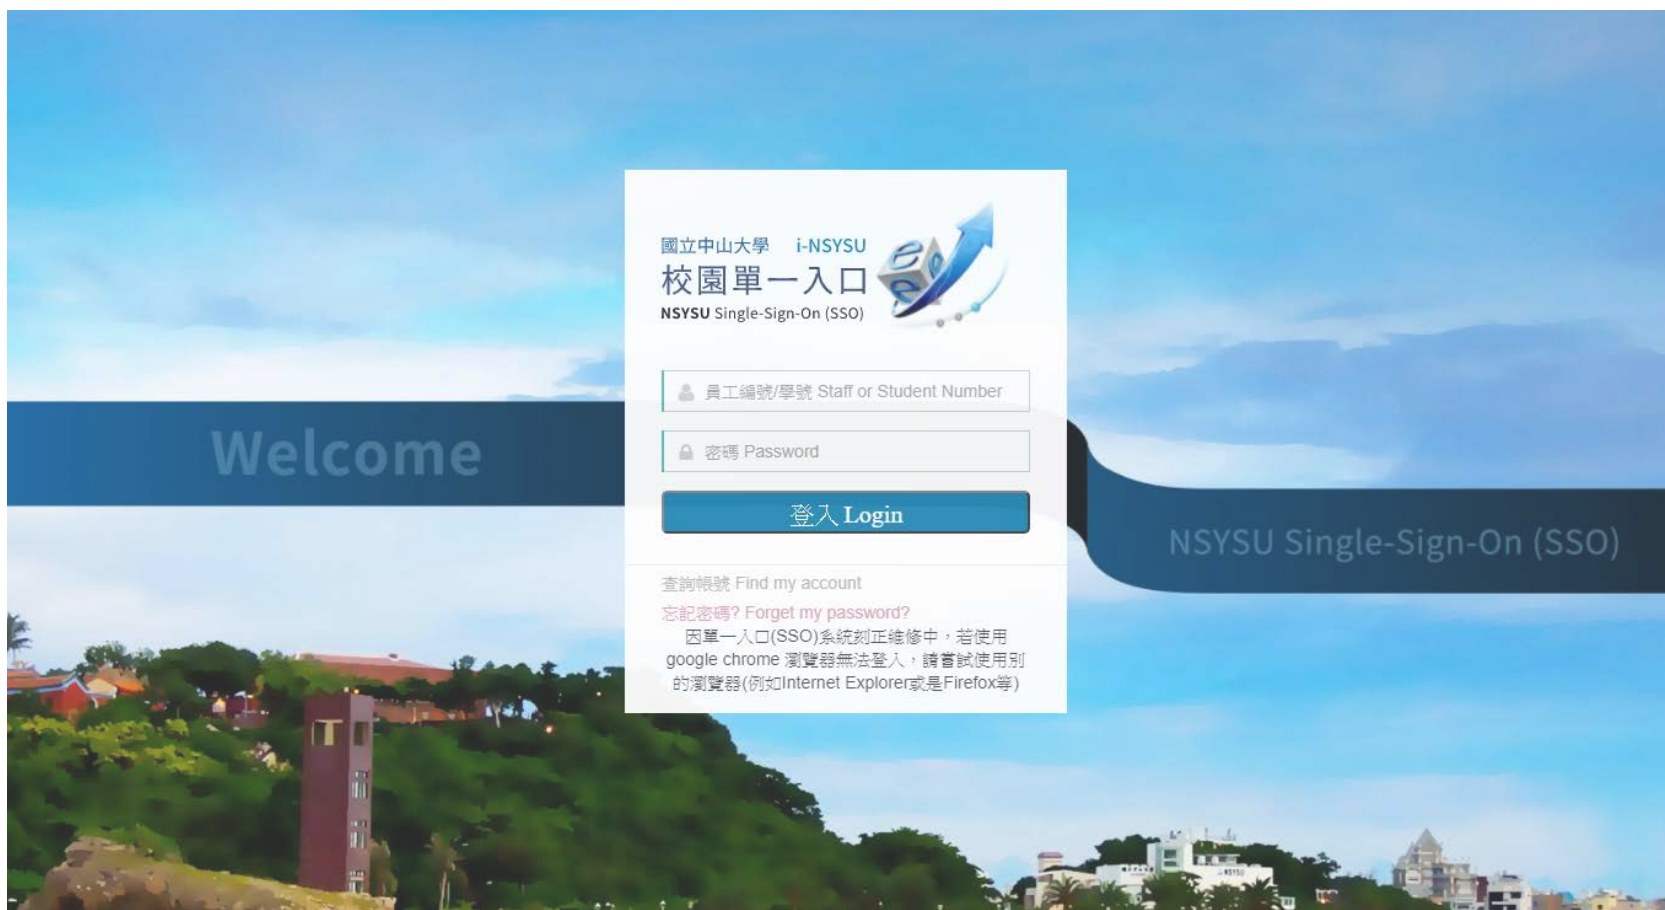 國立中山大學 i-NSYSU
校園單一入口
NSYSU Single-Sign-On (SSO)
員工編號/學號 Staff or Student Number
Welcome
密碼 Password
登入 Login
NSYSU Single-Sign-On (SSO)
查詢帳號 Find my account
忘記密碼? Forget my password?
因單一入口(SSO)系統刻正維修中，若使用
google chrome 瀏覽器無法登入，請嘗試使用別
的瀏覽器(例如Internet Explorer或是Firefox等)